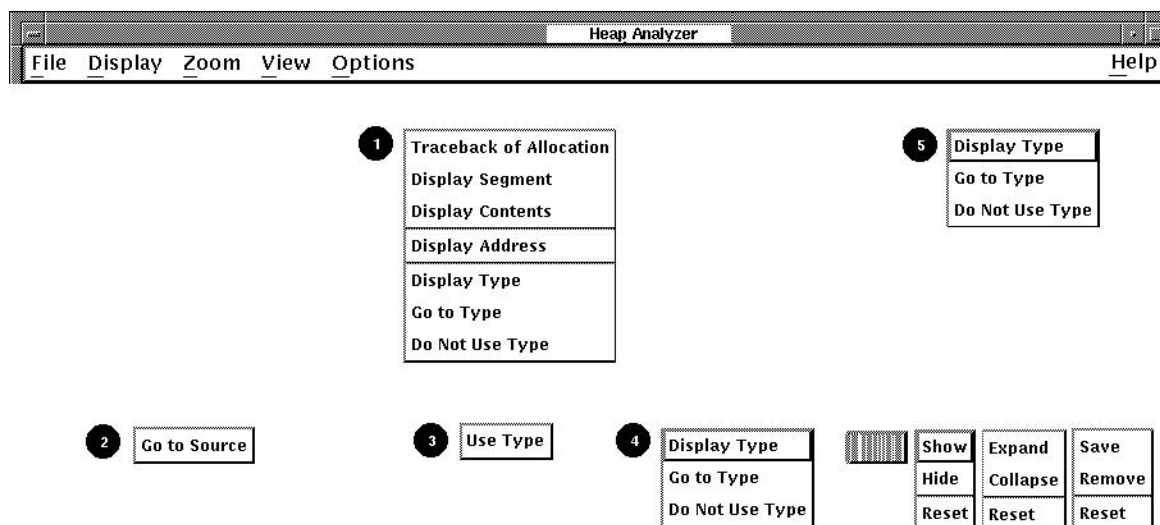 Heap Analyzer
File Display Zoom View Options Help
1
Traceback of Allocation
Display Segment
Display Contents
Display Address
Display Type
Go to Type
Do Not Use Type
5
Display Type
Go to Type
Do Not Use Type
2
Go to Source
3
Use Type
4
Display Type
Go to Type
Do Not Use Type
Show
Hide
Reset
Expand
Collapse
Reset
Save
Remove
Reset